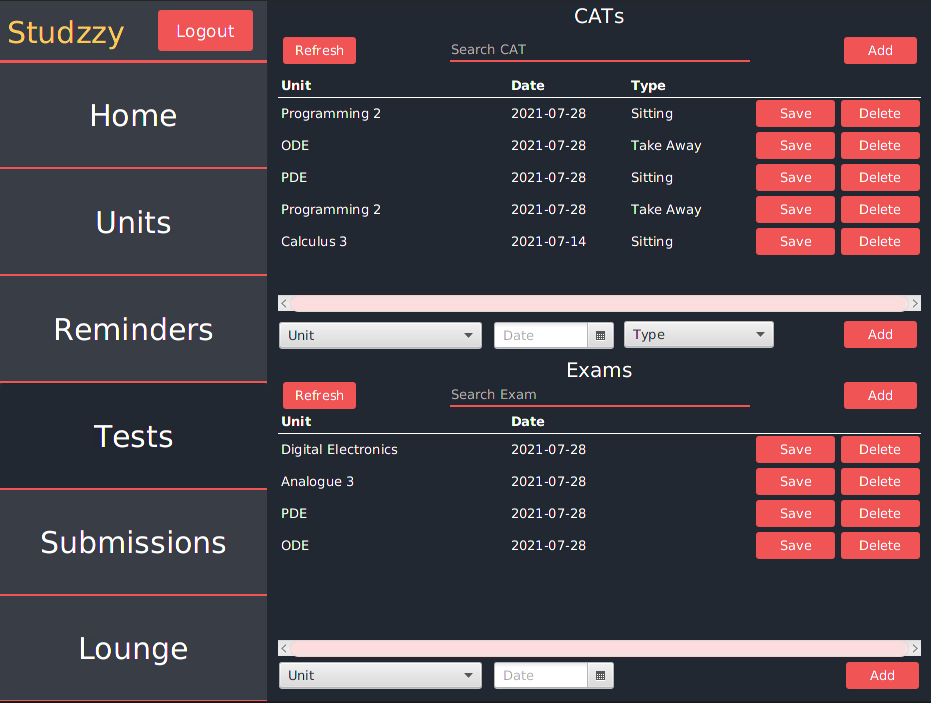 Studzzy Logout
Home
Units
Reminders
Tests
Submissions
Lounge
CATs
Refresh Search CAT Add
Unit Date Type
Programming 2 2021-07-28 Sitting Save Delete
ODE 2021-07-28 Take Away Save Delete
PDE 2021-07-28 Sitting Save Delete
Programming 2 2021-07-28 Take Away Save Delete
Calculus 3 2021-07-14 Sitting Save Delete
Unit Date Type Add
Exams
Refresh Search Exam Add
Unit Date
Digital Electronics 2021-07-28 Save Delete
Analogue 3 2021-07-28 Save Delete
PDE 2021-07-28 Save Delete
ODE 2021-07-28 Save Delete
Unit Date Add